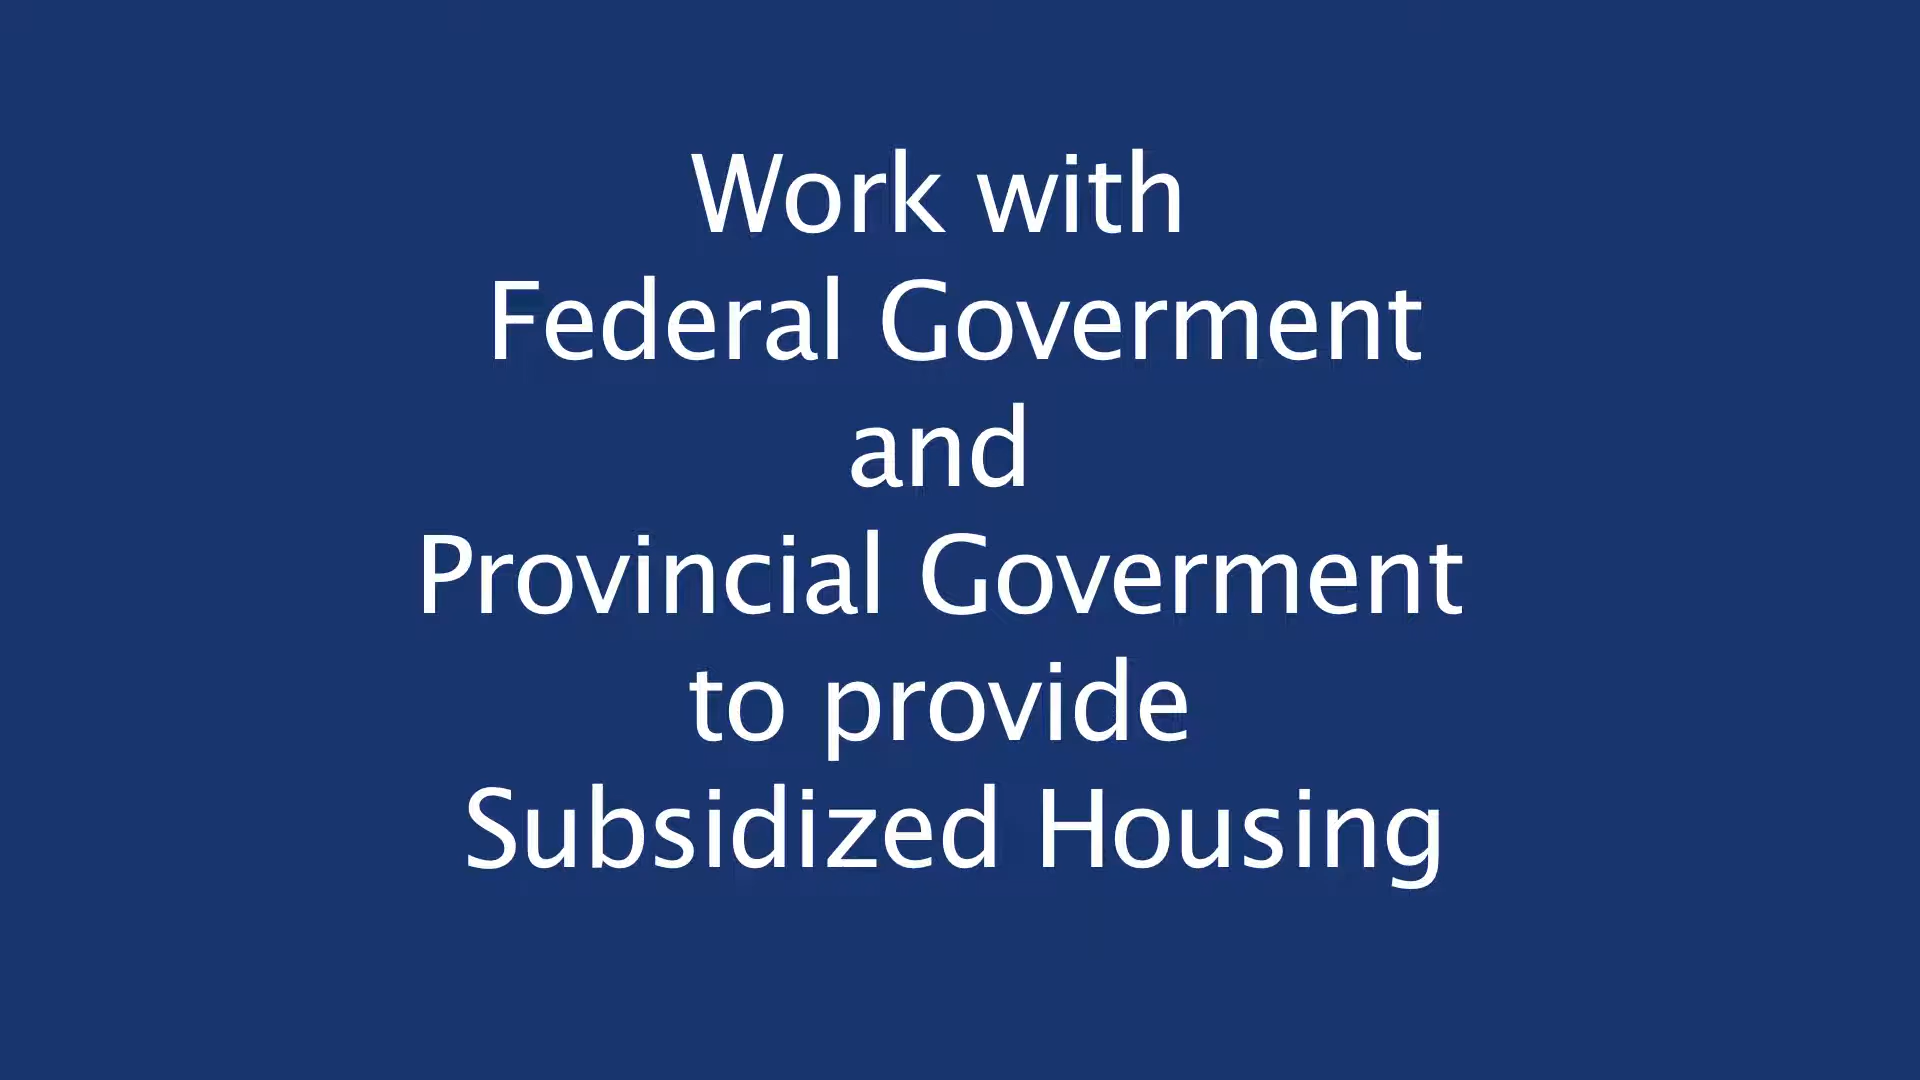 Work with
Federal Goverment
and
Provincial Goverment
to provide
Subsidized Housing